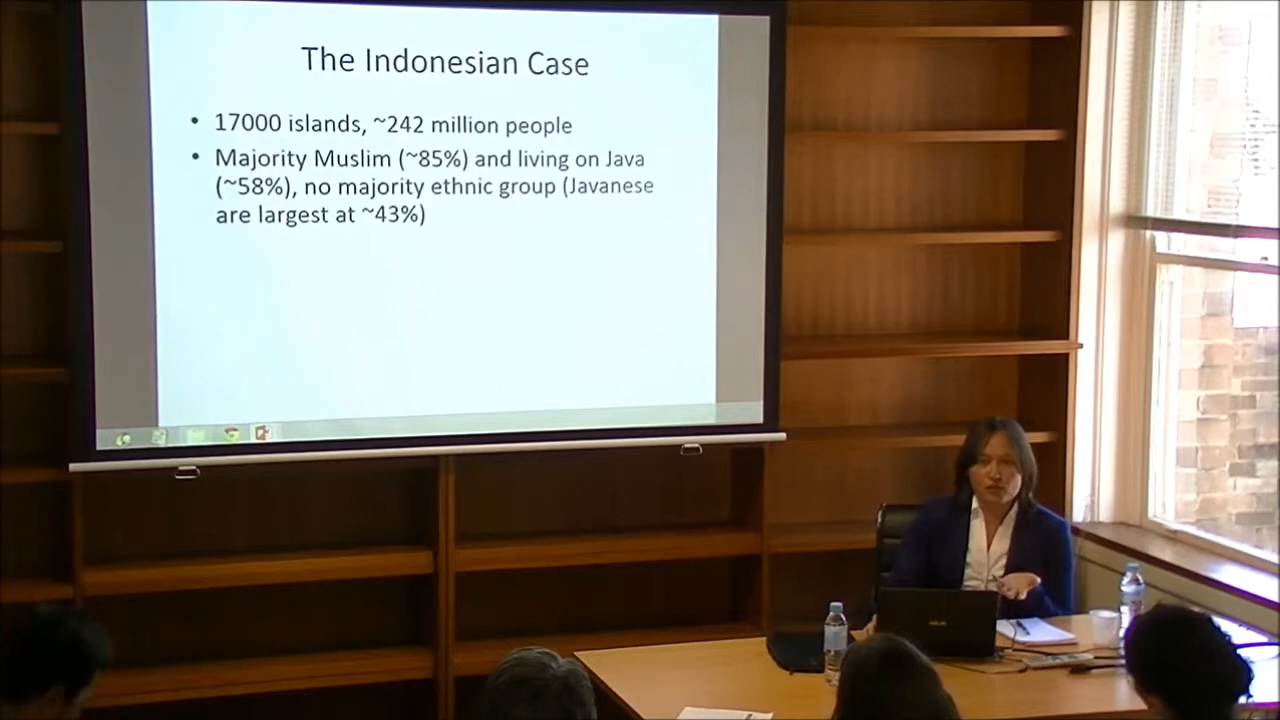 The Indonesian Case
• 17000 islands, ~242 million people
• Majority Muslim (~85%) and living on Java
(~58%), no majority ethnic group (Javanese
are largest at ~43%)